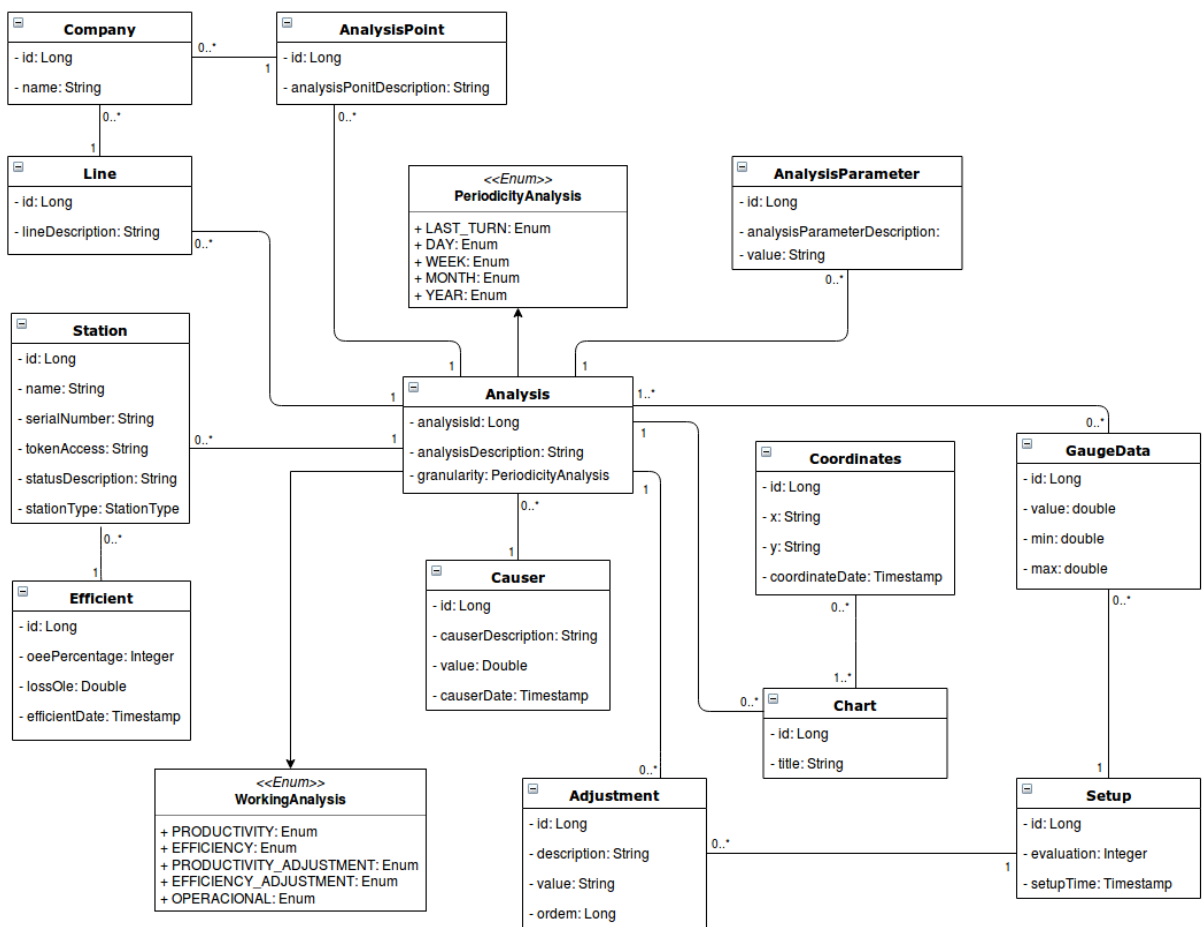 Company
- id: Long
- name: String
0..*
1
AnalysisPoint
- id: Long
- analysisPonitDescription: String
0..*
1
0..*
Line
- id: Long
- lineDescription: String
0..*
<<Enum>>
PeriodicityAnalysis
+ LAST_TURN: Enum
+ DAY: Enum
+ WEEK: Enum
+ MONTH: Enum
+ YEAR: Enum
AnalysisParameter
- id: Long
- analysisParameterDescription:
- value: String
0..*
Station
- id: Long
- name: String
- serialNumber: String
- tokenAccess: String
- statusDescription: String
- stationType: StationType
0..*
0..*
1
1
1
1
1..*
1
1
Analysis
- analysisId: Long
- analysisDescription: String
- granularity: PeriodicityAnalysis
0..*
0..*
GaugeData
- id: Long
- value: double
- min: double
- max: double
0..*
Coordinates
- id: Long
- x: String
- y: String
- coordinateDate: Timestamp
0..*
1
Efficient
- id: Long
- oeePercentage: Integer
- lossOle: Double
- efficientDate: Timestamp
1
Causer
- id: Long
- causerDescription: String
- value: Double
- causerDate: Timestamp
1..*
0..*
Chart
- id: Long
- title: String
<<Enum>>
WorkingAnalysis
+ PRODUCTIVITY: Enum
+ EFFICIENCY: Enum
+ PRODUCTIVITY_ADJUSTMENT: Enum
+ EFFICIENCY_ADJUSTMENT: Enum
+ OPERACIONAL: Enum
0..*
Adjustment
- id: Long
- description: String
- value: String
- ordem: Long
0..*
1
1
Setup
- id: Long
- evaluation: Integer
- setupTime: Timestamp